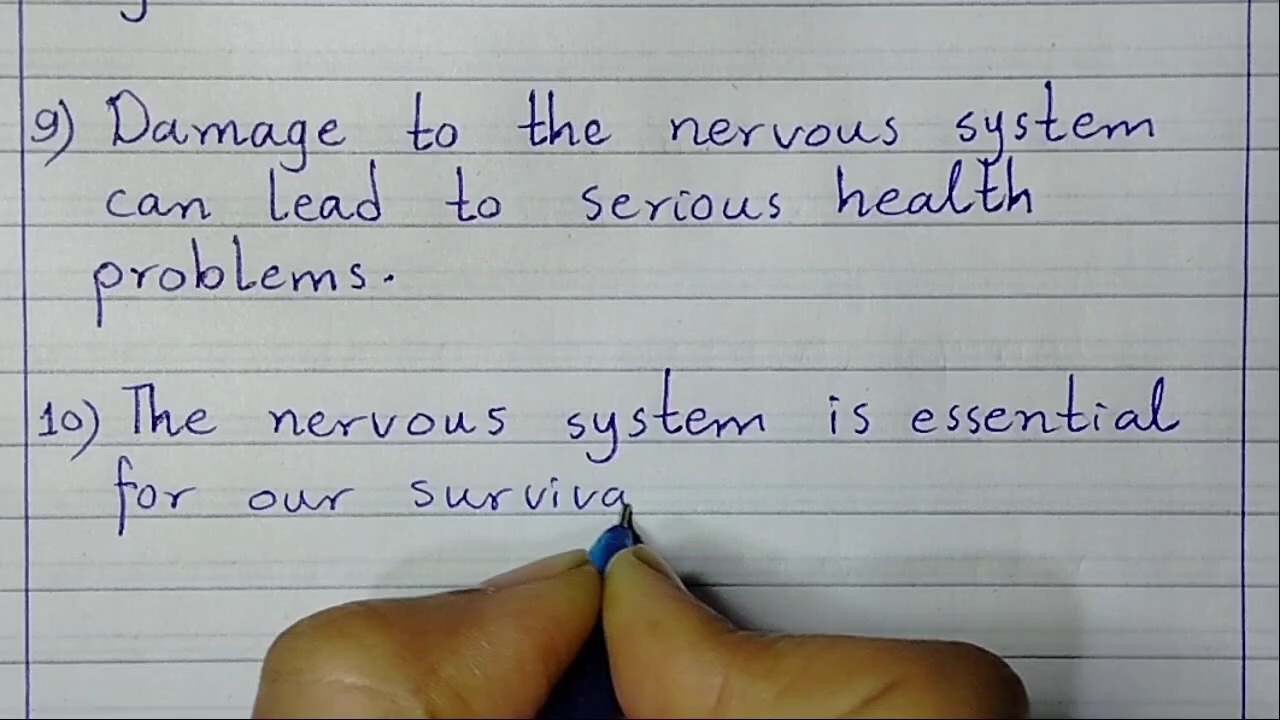 9) Damage to the nervous system
can lead to serious health
problems.
10) The nervous system is essential
for our surviva